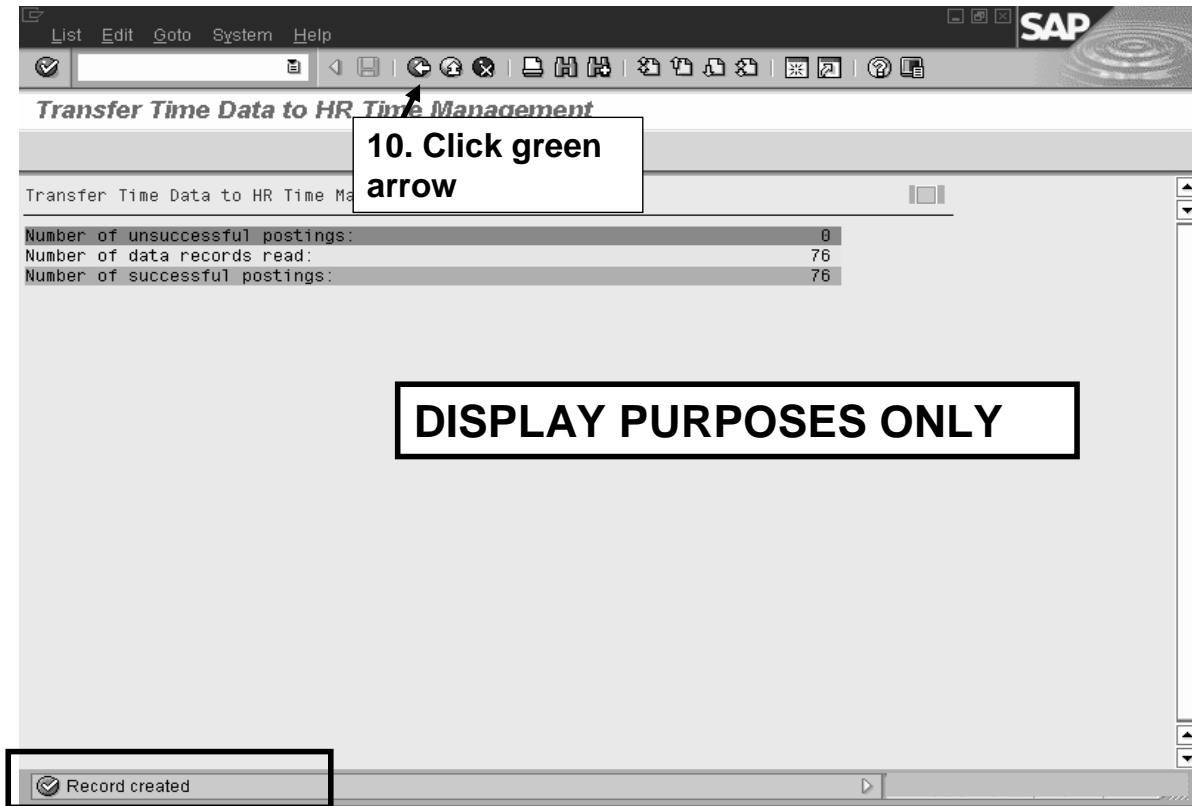 List Edit Goto System Help
SAP
Transfer Time Data to HR Time Management
10. Click green
arrow
Transfer Time Data to HR Time Ma
Number of unsuccessful postings: 0
Number of data records read: 76
Number of successful postings: 76
DISPLAY PURPOSES ONLY
Record created